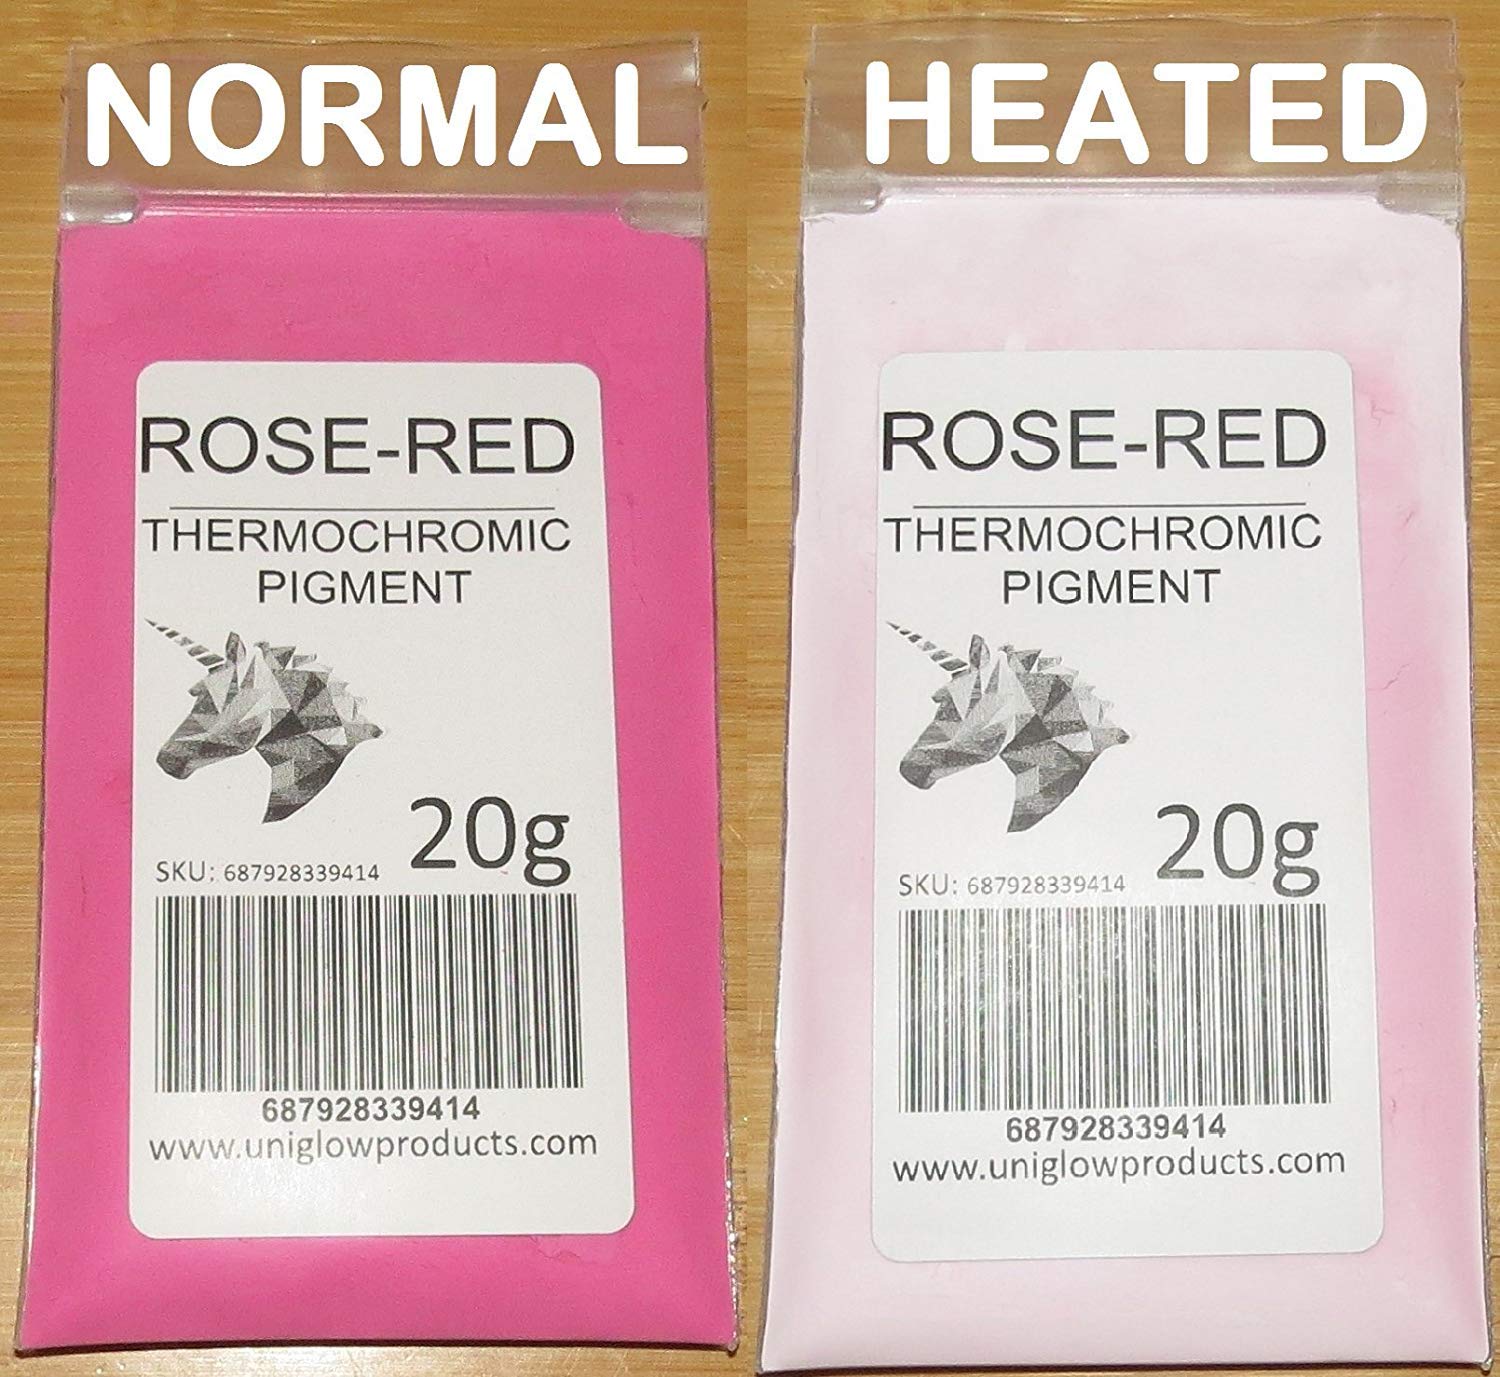 NORMAL
ROSE-RED
THERMOCHROMIC
PIGMENT
20g
SKU: 687928339414
687928339414
www.uniglowproducts.com
HEATED
ROSE-RED
THERMOCHROMIC
PIGMENT
20g
SKU: 687928339414
687928339414
www.uniglowproducts.com